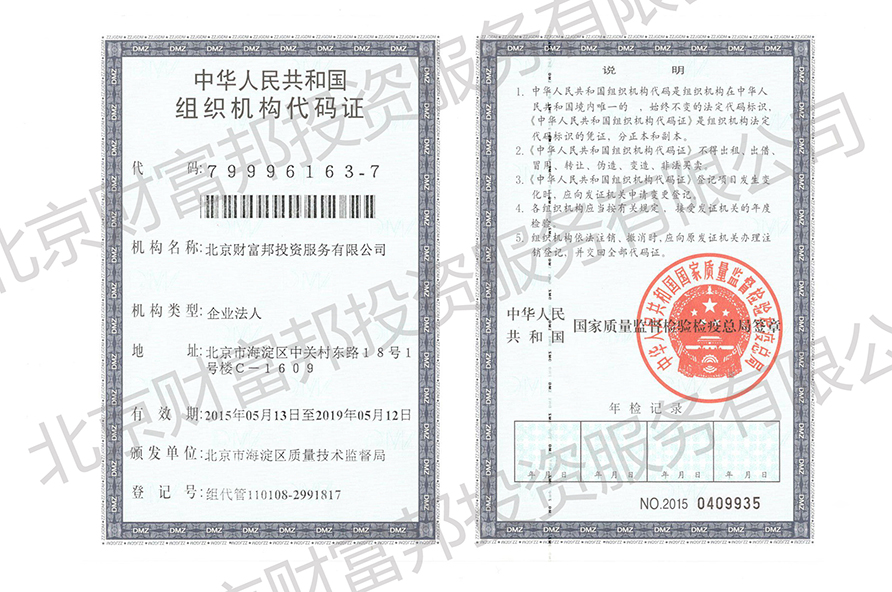 中华人民共和国
组织机构代码证
代 码:79996163-7
机构名称:北京财富邦投资服务有限公司
机构类型:企业法人
地 址:北京市海淀区中关村东路18号1
号楼C-1609
有 效 期:2015年05月13日至2019年05月12日
颁发单位:北京市海淀区质量技术监督局
登 记 号:组代管110108-2991817
说 明
1. 中华人民共和国组织机构代码是组织机构在中华人
民共和国境内唯一的、始终不变的法定代码标识,
《中华人民共和国组织机构代码证》是组织机构法定
代码标识的凭证,分正本和副本。
2.《中华人民共和国组织机构代码证》不得出租、出借、
冒用、转让、伪造、变造、非法买卖。
3.《中华人民共和国组织机构代码证》登记项目发生变
化时,应向发证机关申请变更登记。
4. 各组织机构应当按有关规定,接受发证机关的年度
检验。
5. 组织机构依法注销、撤消时,应向原发证机关办理注
销登记,并交回全部代码证。
中华人民
共和国 国家质量监督检验检疫总局签章
中华人民共和国国家质量监督检验检疫总局
年检记录
年 月 日 年 月 日 年 月 日 年 月 日
NO.2015 0409935
北京财富邦投资服务有限公司
北京财富邦投资服务有限公司
北京财富邦投资服务有限公司